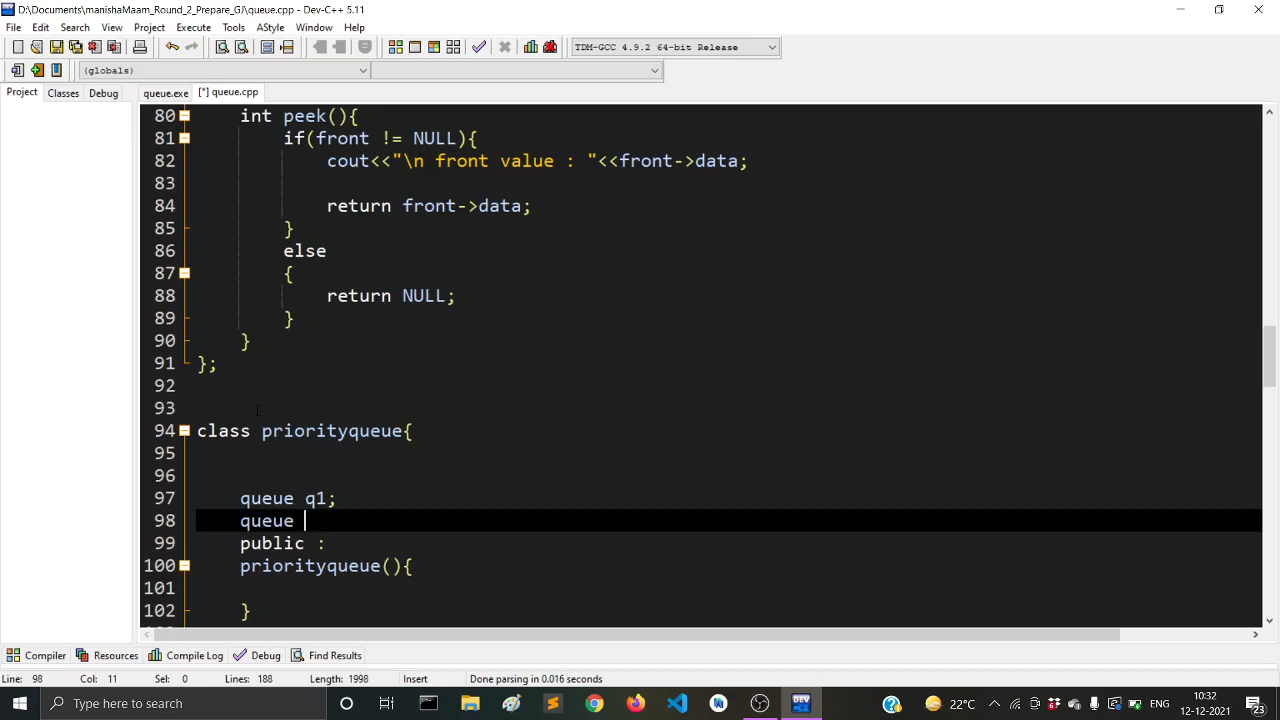 D:\Documents\manishaMaam_Round_2_Prepare_GJ\queue.cpp - Dev-C++ 5.11
File Edit Search View Project Execute Tools AStyle Window Help
TDM-GCC 4.9.2 64-bit Release
(globals)
Project Classes Debug queue.exe [*] queue.cpp
80 int peek(){
81 if(front != NULL){
82 cout<<"\n front value : "<<front->data;
83
84 return front->data;
85 }
86 else
87 {
88 return NULL;
89 }
90 }
91 };
92
93
94 class priorityqueue{
95
96
97 queue q1;
98 queue
99 public :
100 priorityqueue(){
101
102 }
Compiler Resources Compile Log Debug Find Results
Line: 98 Col: 11 Sel: 0 Lines: 188 Length: 1998 Insert Done parsing in 0.016 seconds
Type here to search 22°C ENG 10:32 12-12-2021 23